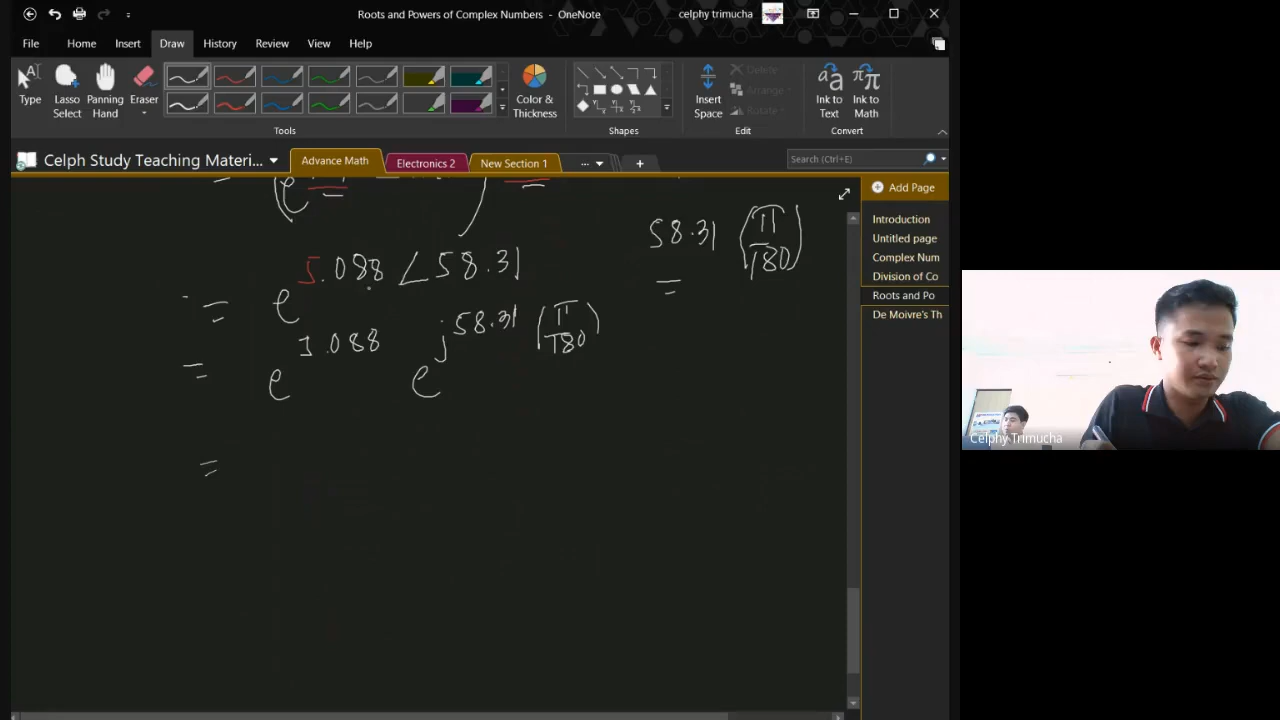 Roots and Powers of Complex Numbers - OneNote
celphy trimucha
File Home Insert Draw History Review View Help
Type
Lasso Select
Panning Hand
Eraser
Color & Thickness
Insert Space
Delete
Arrange
Rotate
Ink to Text
Ink to Math
Tools
Shapes
Edit
Convert
Celph Study Teaching Materi...
Advance Math
Electronics 2
New Section 1
...
+
Search (Ctrl+E)
Add Page
Introduction
Untitled page
Complex Num
Division of Co
Roots and Po
De Moivre's Th
= e^5.088 ∠58.31
58.31 (π/180)
=
= e^1.088 e^j58.31 (π/180)
=
Celphy Trimucha